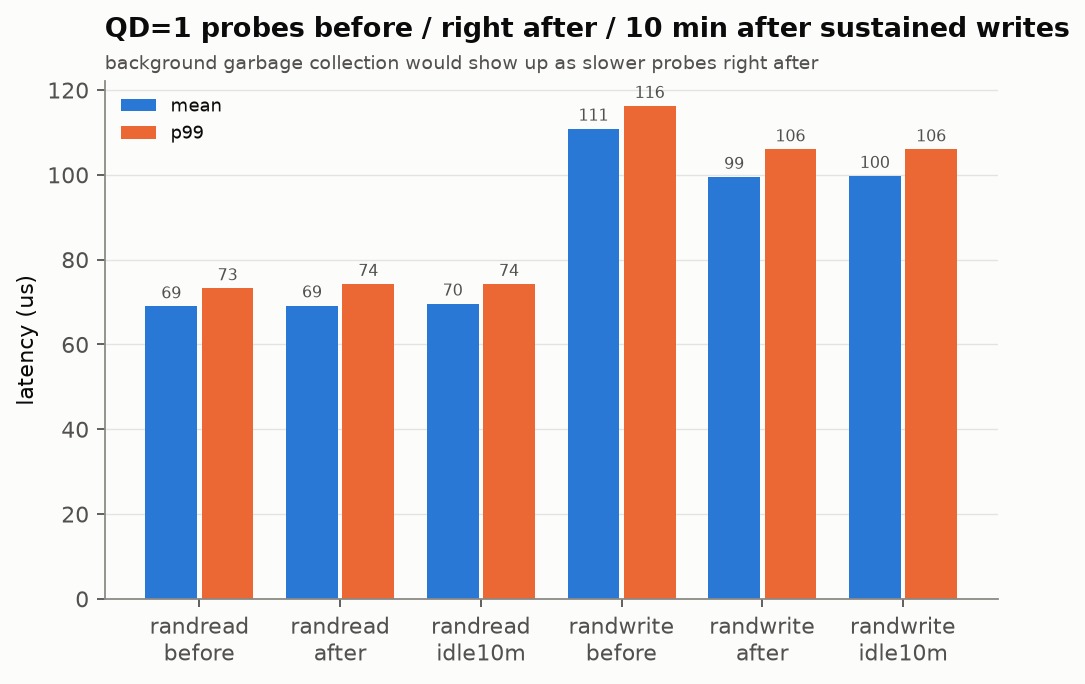 QD=1 probes before / right after / 10 min after sustained writes
background garbage collection would show up as slower probes right after
mean
p99
latency (us)
120
100
80
60
40
20
0
69
73
69
74
70
74
111
116
99
106
100
106
randread
before
randread
after
randread
idle10m
randwrite
before
randwrite
after
randwrite
idle10m